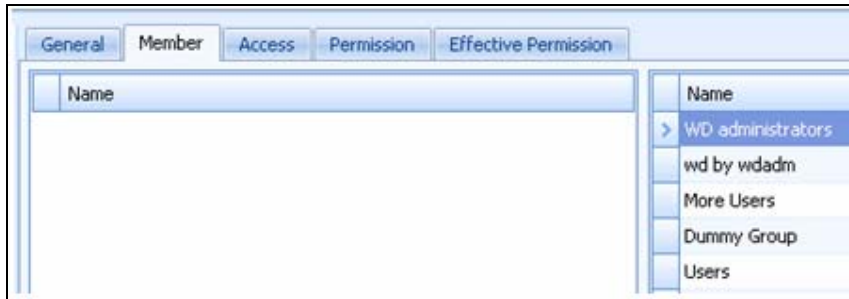 General Member Access Permission Effective Permission
Name
Name
WD administrators
wd by wdadm
More Users
Dummy Group
Users